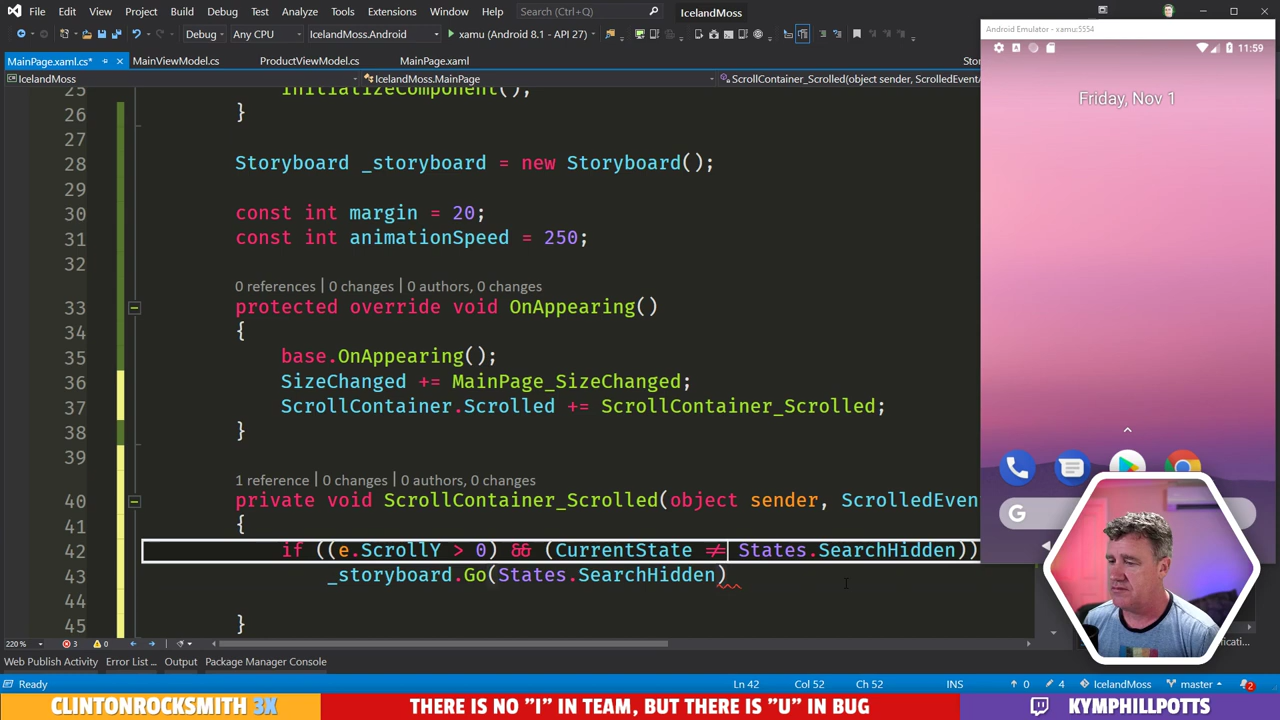 File Edit View Git Project Build Debug Test Analyze Tools Extensions Window Help Search (Ctrl+Q) IcelandMoss
Debug Any CPU IcelandMoss.Android xamu (Android 8.1 - API 27)
Android Emulator - xamu:5554
MainPage.xaml.cs* MainViewModel.cs ProductViewModel.cs MainPage.xaml
IcelandMoss IcelandMoss.MainPage ScrollContainer_Scrolled(object sender, ScrolledEventA
11:59
Friday, Nov 1
25 InitializeComponent();
26 }
27
28 Storyboard _storyboard = new Storyboard();
29
30 const int margin = 20;
31 const int animationSpeed = 250;
32
0 references | 0 changes | 0 authors, 0 changes
33 protected override void OnAppearing()
34 {
35 base.OnAppearing();
36 SizeChanged += MainPage_SizeChanged;
37 ScrollContainer.Scrolled += ScrollContainer_Scrolled;
38 }
39
1 reference | 0 changes | 0 authors, 0 changes
40 private void ScrollContainer_Scrolled(object sender, ScrolledEven
41 {
42 if ((e.ScrollY > 0) && (CurrentState ≠ States.SearchHidden))
43 _storyboard.Go(States.SearchHidden)
44
45 }
G
220 % 3 0
Web Publish Activity Error List ... Output Package Manager Console
Ready Ln 42 Col 52 Ch 52 INS 0 4 IcelandMoss master 2
CLINTONROCKSMITH 3X THERE IS NO "I" IN TEAM, BUT THERE IS "U" IN BUG KYMPHILLPOTTS